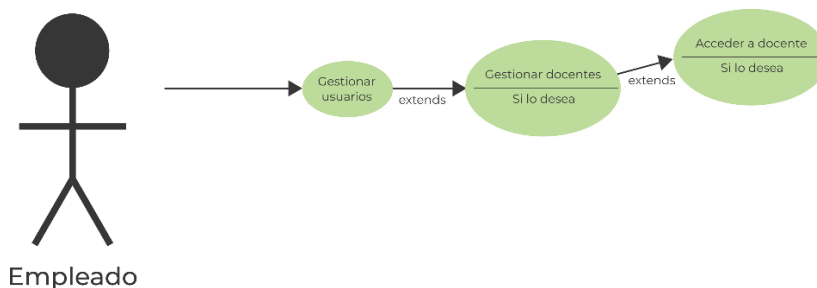 Gestionar
usuarios
extends
Gestionar docentes
Si lo desea
extends
Acceder a docente
Si lo desea
Empleado